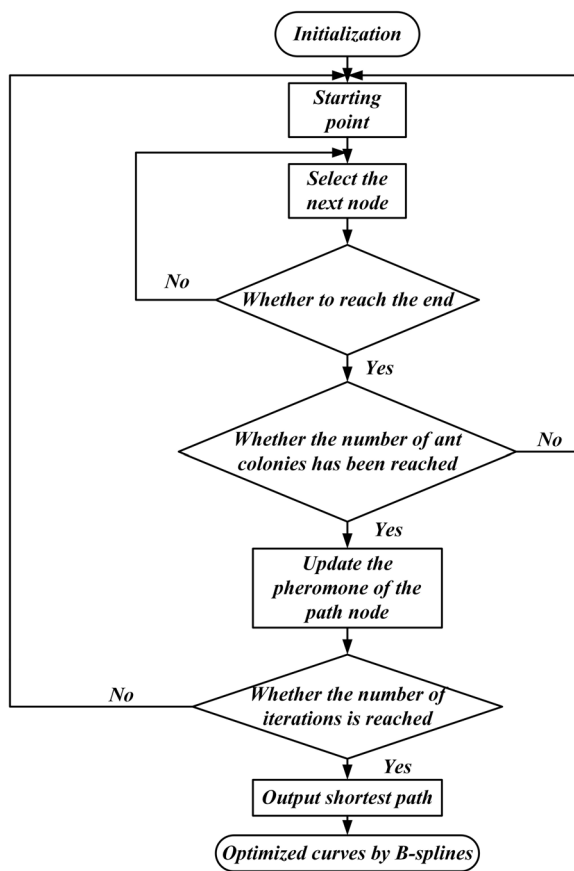 Initialization
Starting
point
Select the
next node
No
Whether to reach the end
Yes
Whether the number of ant
colonies has been reached
No
Yes
Update the
pheromone of the
path node
Whether the number of
iterations is reached
No
Yes
Output shortest path
Optimized curves by B-splines